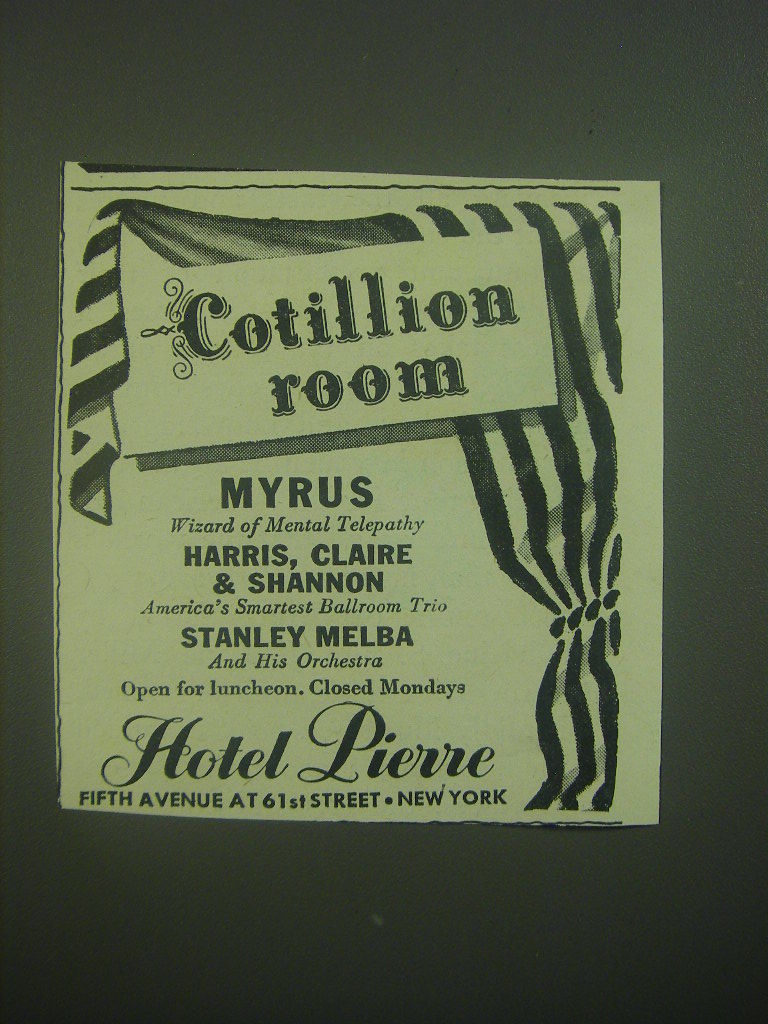 Cotillion
room
MYRUS
Wizard of Mental Telepathy
HARRIS, CLAIRE
& SHANNON
America's Smartest Ballroom Trio
STANLEY MELBA
And His Orchestra
Open for luncheon. Closed Mondays
Hotel Pierre
FIFTH AVENUE AT 61st STREET • NEW YORK